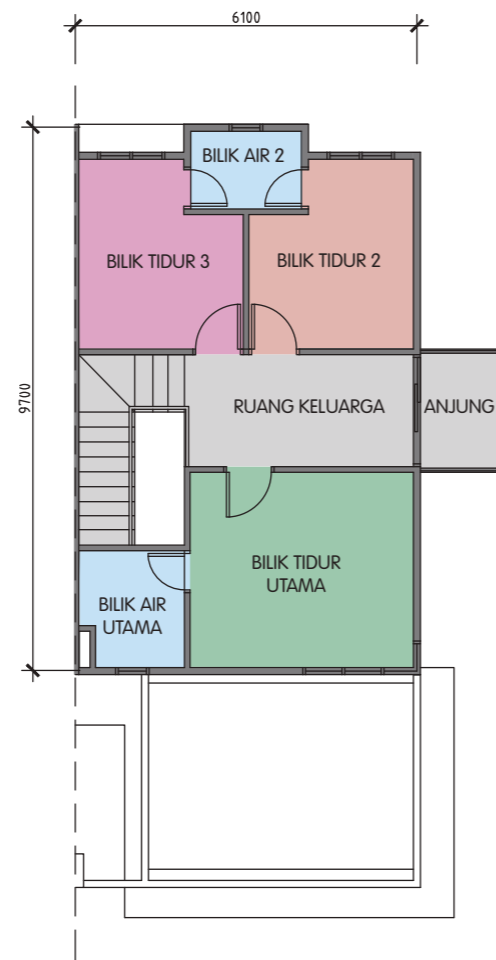 6100
BILIK AIR 2
BILIK TIDUR 3
BILIK TIDUR 2
9700
RUANG KELUARGA
ANJUNG
BILIK TIDUR
UTAMA
BILIK AIR
UTAMA